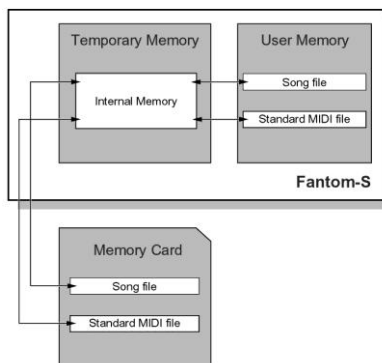 Temporary Memory
User Memory
Internal Memory
Song file
Standard MIDI file
Fantom-S
Memory Card
Song file
Standard MIDI file